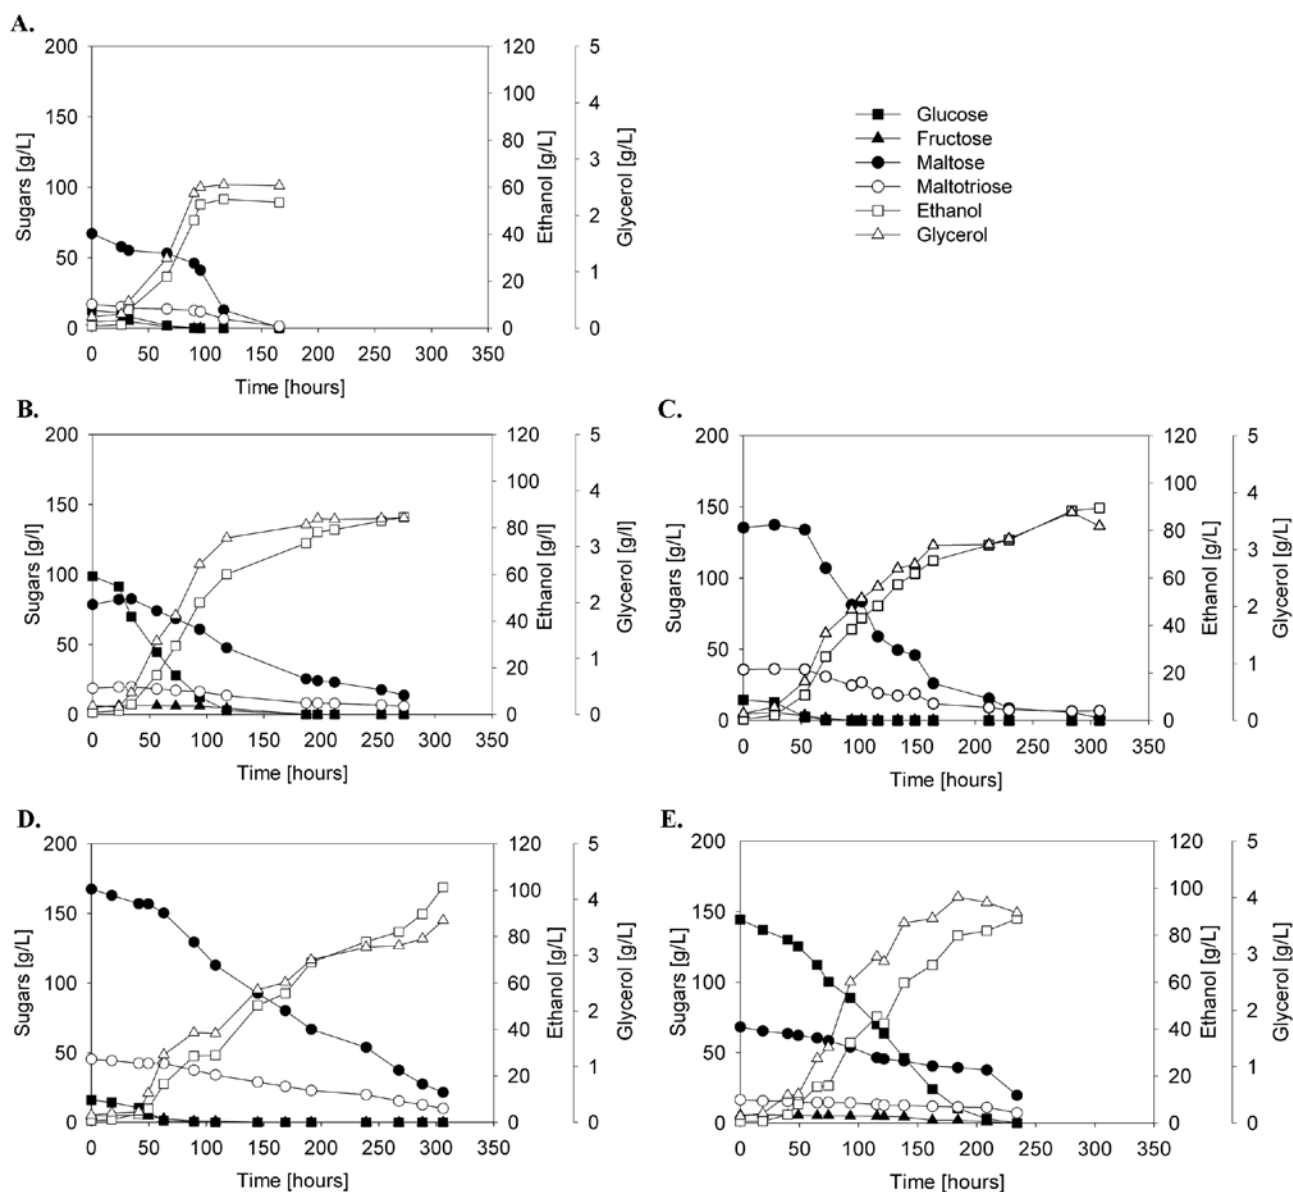 A.
200
150
100
50
0
Sugars [g/L]
120
100
80
60
40
20
0
Ethanol [g/L]
5
4
3
2
1
0
Glycerol [g/L]
0 50 100 150 200 250 300 350
Time [hours]
Glucose
Fructose
Maltose
Maltotriose
Ethanol
Glycerol
B.
200
150
100
50
0
Sugars [g/l]
120
100
80
60
40
20
0
Ethanol [g/l]
5
4
3
2
1
0
Glycerol [g/L]
0 50 100 150 200 250 300 350
Time [hours]
C.
200
150
100
50
0
Sugars [g/L]
120
100
80
60
40
20
0
Ethanol [g/L]
5
4
3
2
1
0
Glycerol [g/L]
0 50 100 150 200 250 300 350
Time [hours]
D.
200
150
100
50
0
Sugars [g/L]
120
100
80
60
40
20
0
Ethanol [g/L]
5
4
3
2
1
0
Glycerol [g/L]
0 50 100 150 200 250 300 350
Time [hours]
E.
200
150
100
50
0
Sugars [g/L]
120
100
80
60
40
20
0
Ethanol [g/L]
5
4
3
2
1
0
Glycerol [g/L]
0 50 100 150 200 250 300 350
Time [hours]